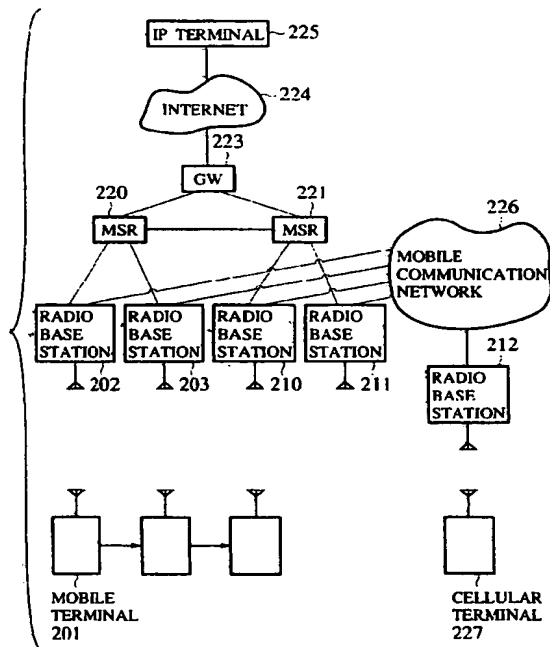 IP TERMINAL
225
INTERNET
224
223
GW
220
MSR
221
MSR
226
MOBILE
COMMUNICATION
NETWORK
RADIO
BASE
STATION
202
RADIO
BASE
STATION
203
RADIO
BASE
STATION
210
RADIO
BASE
STATION
211
212
RADIO
BASE
STATION
MOBILE
TERMINAL
201
CELLULAR
TERMINAL
227